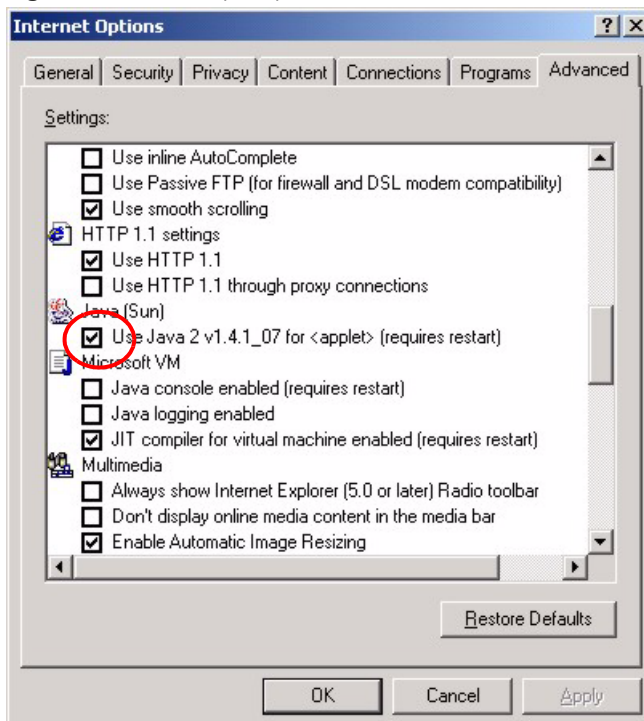 Internet Options
General Security Privacy Content Connections Programs Advanced
Settings:
Use inline AutoComplete
Use Passive FTP (for firewall and DSL modem compatibility)
Use smooth scrolling
HTTP 1.1 settings
Use HTTP 1.1
Use HTTP 1.1 through proxy connections
Java (Sun)
Use Java 2 v1.4.1_07 for <applet> (requires restart)
Microsoft VM
Java console enabled (requires restart)
Java logging enabled
JIT compiler for virtual machine enabled (requires restart)
Multimedia
Always show Internet Explorer (5.0 or later) Radio toolbar
Don't display online media content in the media bar
Enable Automatic Image Resizing
Restore Defaults
OK Cancel Apply